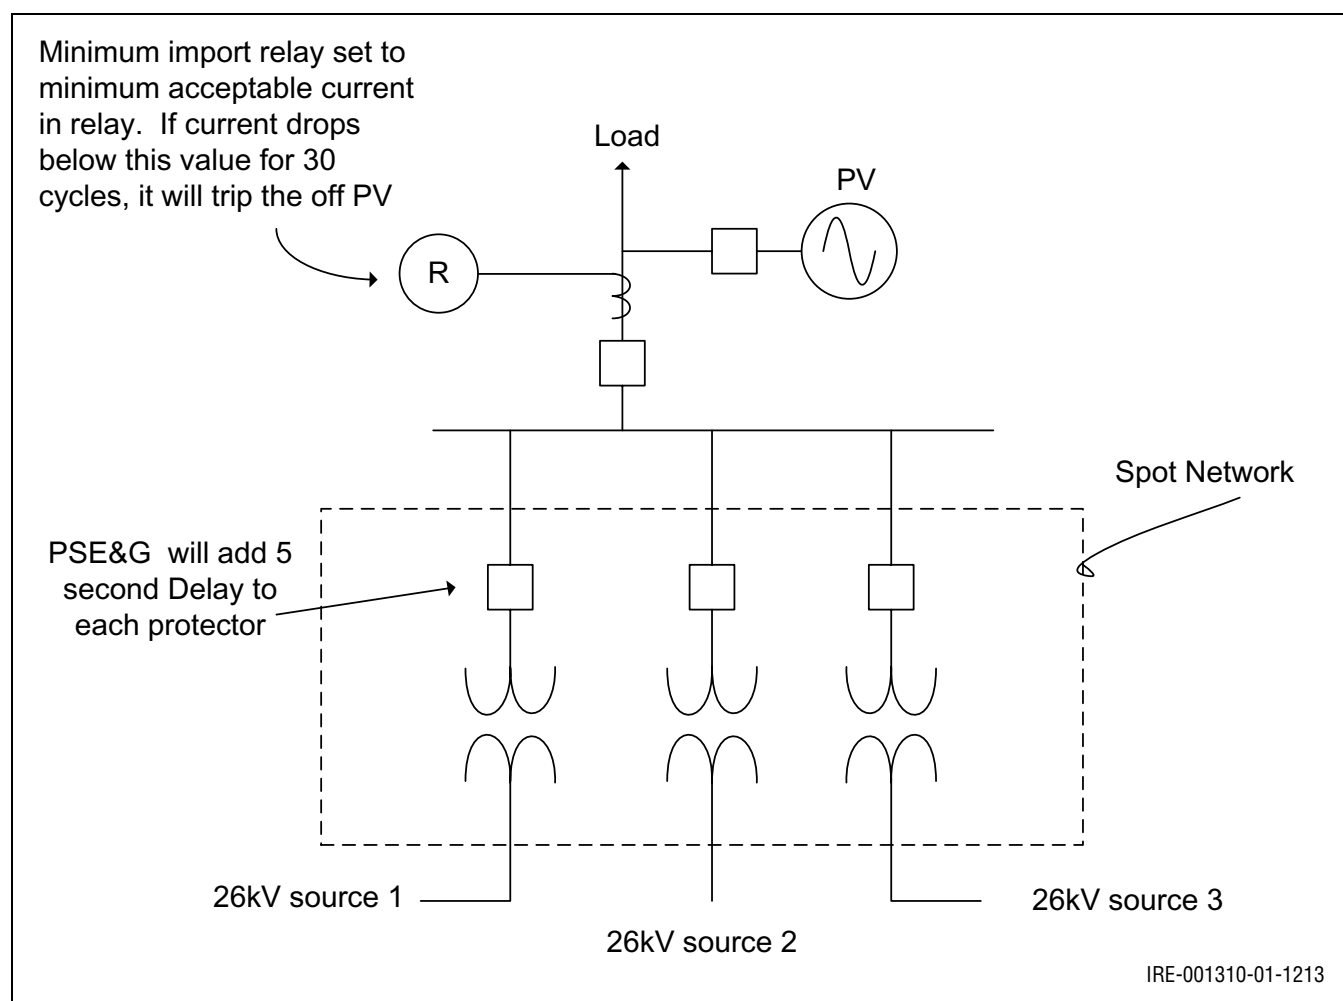 Minimum import relay set to
minimum acceptable current
in relay.  If current drops
below this value for 30
cycles, it will trip the off PV
Load
PV
R
Spot Network
PSE&G  will add 5
second Delay to
each protector
26kV source 1
26kV source 3
26kV source 2
IRE-001310-01-1213